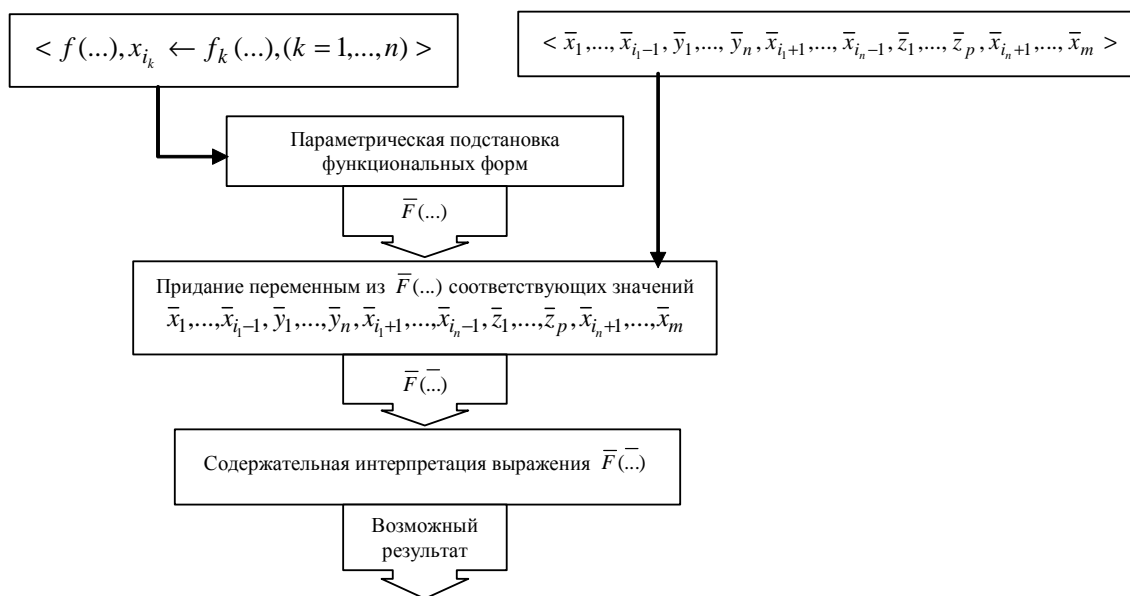 < f(...), x_{i_k} ← f_k(...), (k = 1,...,n) >
< x̄_1,..., x̄_{i_1−1}, ȳ_1,..., ȳ_n, x̄_{i_1+1},..., x̄_{i_n−1}, z̄_1,..., z̄_p, x̄_{i_n+1},..., x̄_m >
Параметрическая подстановка
функциональных форм
F̄(...)
Придание переменным из F̄(...) соответствующих значений
x̄_1,..., x̄_{i_1−1}, ȳ_1,..., ȳ_n, x̄_{i_1+1},..., x̄_{i_n−1}, z̄_1,..., z̄_p, x̄_{i_n+1},..., x̄_m
F̄(\overline{...})
Содержательная интерпретация выражения F̄(\overline{...})
Возможный
результат